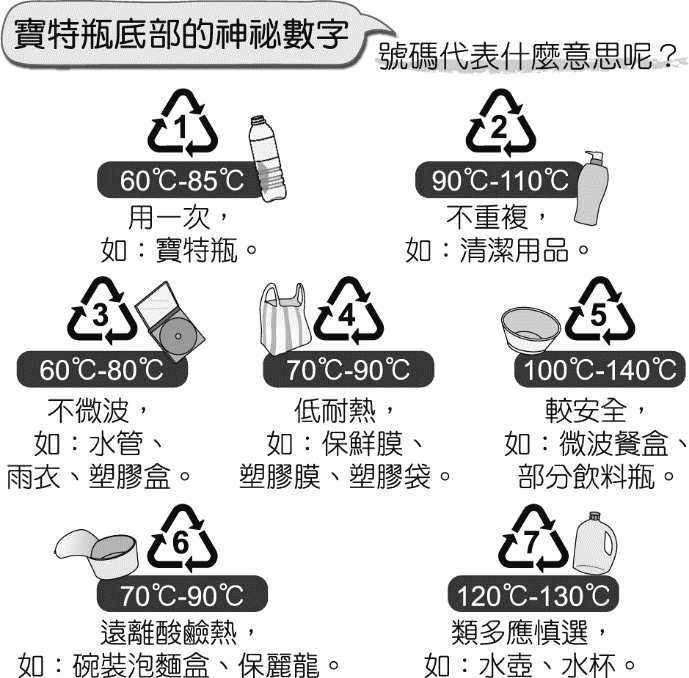 寶特瓶底部的神祕數字
號碼代表什麼意思呢？
1
60℃-85℃
用一次，
如：寶特瓶。
2
90℃-110℃
不重複，
如：清潔用品。
3
60℃-80℃
不微波，
如：水管、
雨衣、塑膠盒。
4
70℃-90℃
低耐熱，
如：保鮮膜、
塑膠膜、塑膠袋。
5
100℃-140℃
較安全，
如：微波餐盒、
部分飲料瓶。
6
70℃-90℃
遠離酸鹼熱，
如：碗裝泡麵盒、保麗龍。
7
120℃-130℃
類多應慎選，
如：水壺、水杯。